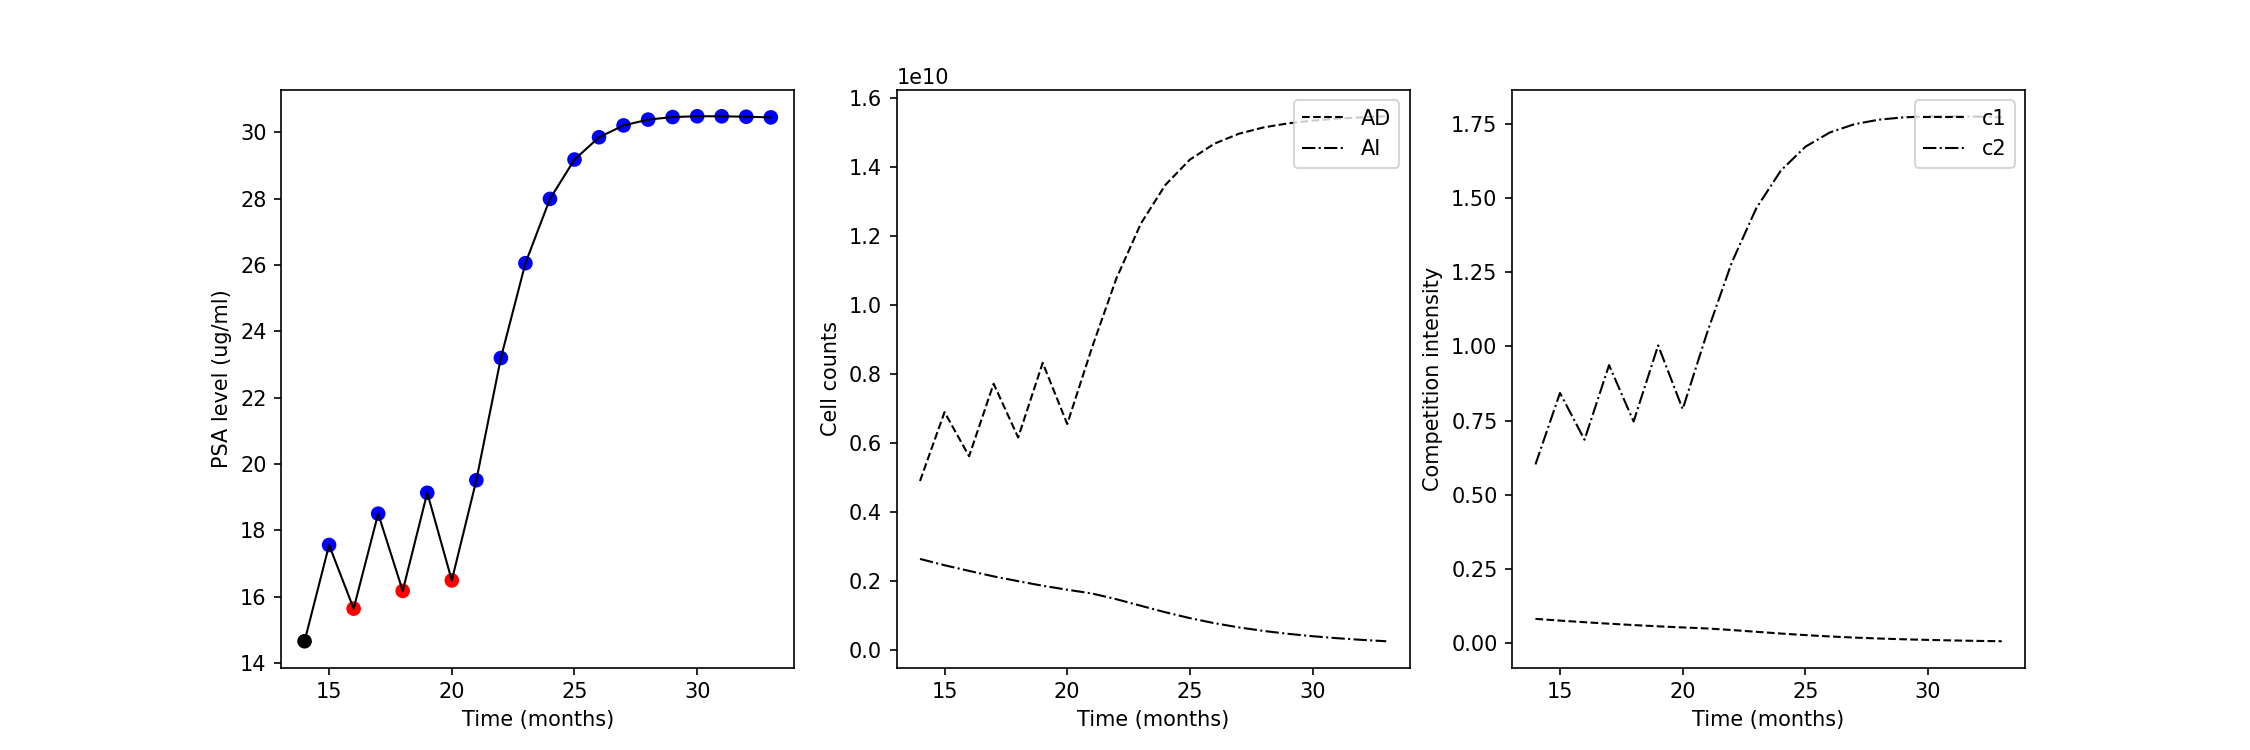 PSA level (ug/ml)
30
28
26
24
22
20
18
16
14
15 20 25 30
Time (months)
1e10
Cell counts
1.6
1.4
1.2
1.0
0.8
0.6
0.4
0.2
0.0
AD
AI
15 20 25 30
Time (months)
Competition intensity
1.75
1.50
1.25
1.00
0.75
0.50
0.25
0.00
c1
c2
15 20 25 30
Time (months)